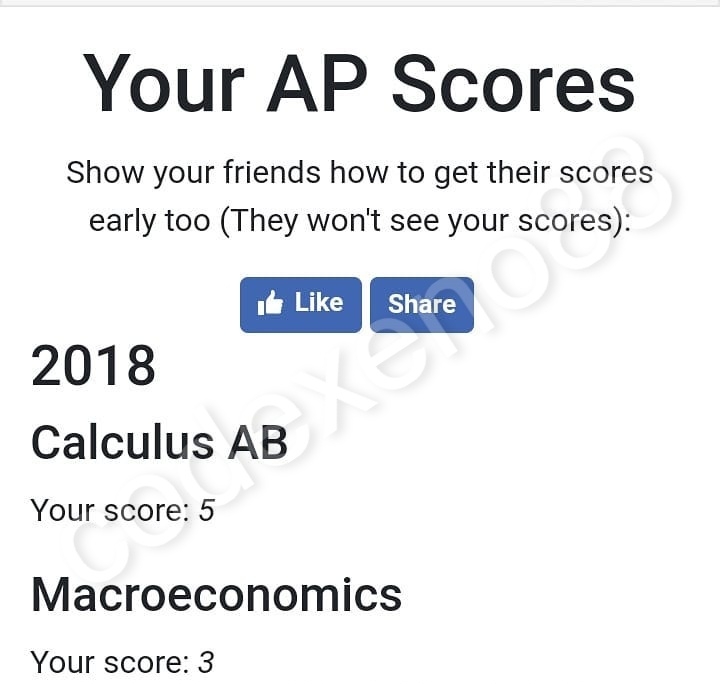 Your AP Scores
Show your friends how to get their scores
early too (They won't see your scores):
Like Share
2018
Calculus AB
Your score: 5
Macroeconomics
Your score: 3
codexeno88